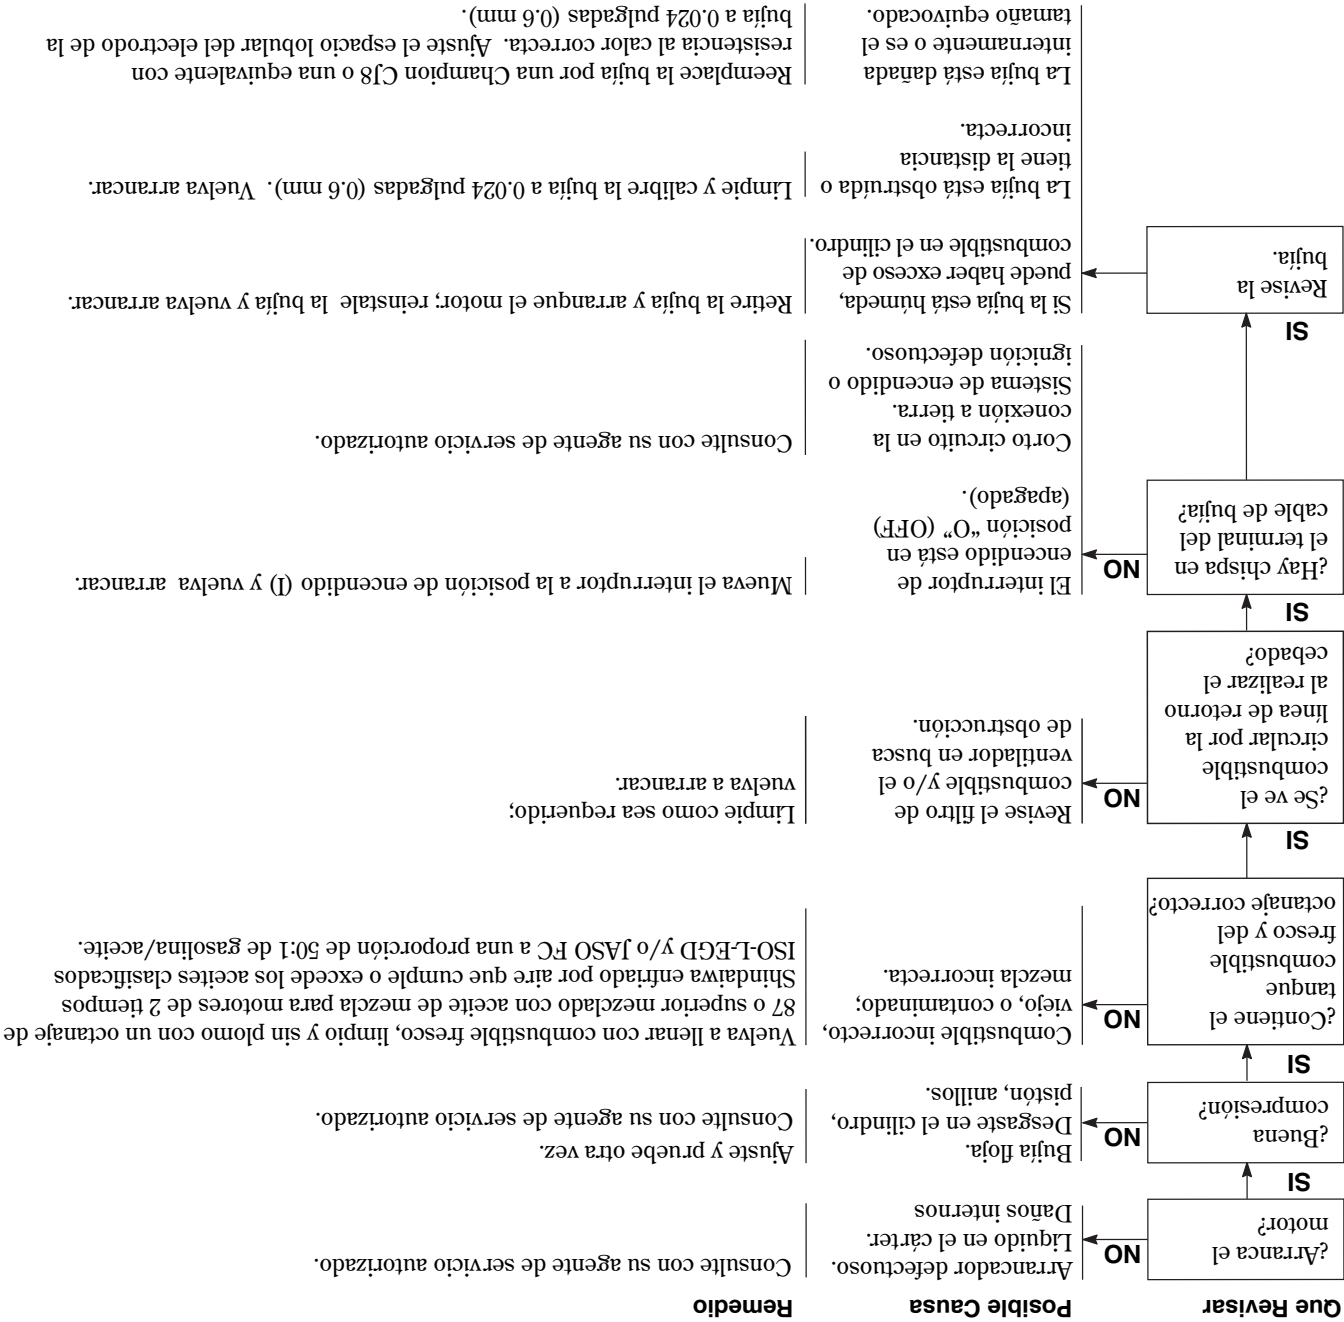 Que Revisar
Posible Causa
Remedio
¿Arranca el
motor?
NO
Arrancador defectuoso.
Liquido en el cárter.
Daños internos
Consulte con su agente de servicio autorizado.
SI
¿Buena
compresión?
NO
Bujía floja.
Desgaste en el cilindro,
pistón, anillos.
Ajuste y pruebe otra vez.
Consulte con su agente de servicio autorizado.
SI
¿Contiene el
tanque
combustible
fresco y del
octanaje correcto?
NO
Combustible incorrecto,
viejo, o contaminado;
mezcla incorrecta.
Vuelva a llenar con combustible fresco, limpio y sin plomo con un octanaje de
87 o superior mezclado con aceite de mezcla para motores de 2 tiempos
Shindaiwa enfriado por aire que cumple o excede los aceites clasificados
ISO-L-EGD y/o JASO FC a una proporción de 50:1 de gasolina/aceite.
SI
¿Se ve el
combustible
circular por la
línea de retorno
al realizar el
cebado?
NO
Revise el filtro de
combustible y/o el
ventilador en busca
de obstrucción.
Limpie como sea requerido;
vuelva a arrancar.
SI
¿Hay chispa en
el terminal del
cable de bujía?
NO
El interruptor de
encendido está en
posición "O" (OFF)
(apagado).
Mueva el interruptor a la posición de encendido (I) y vuelva arrancar.
Corto circuito en la
conexión a tierra.
Sistema de encendido o
ignición defectuoso.
Consulte con su agente de servicio autorizado.
SI
Revise la
bujía.
Si la bujía está húmeda,
puede haber exceso de
combustible en el cilindro.
Retire la bujía y arranque el motor; reinstale la bujía y vuelva arrancar.
La bujía está obstruída o
tiene la distancia
incorrecta.
Limpie y calibre la bujía a 0.024 pulgadas (0.6 mm). Vuelva arrancar.
La bujía está dañada
internamente o es el
tamaño equivocado.
Reemplace la bujía por una Champion CJ8 o una equivalente con
resistencia al calor correcta. Ajuste el espacio lobular del electrodo de la
bujía a 0.024 pulgadas (0.6 mm).